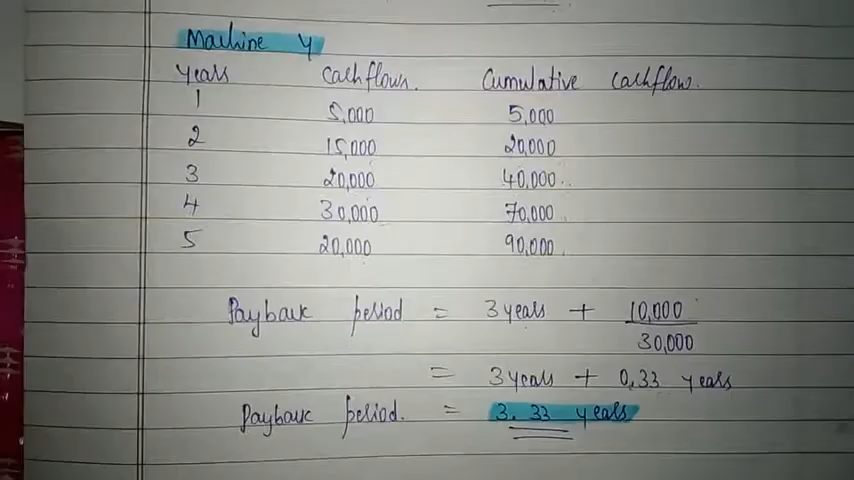 Machine Y
Years Cashflows. Cumulative Cashflow.
1 5,000 5,000
2 15,000 20,000
3 20,000 40,000
4 30,000 70,000
5 20,000 90,000
Payback period = 3 years + 10,000 / 30,000
= 3 years + 0.33 years
Payback period. = 3.33 years